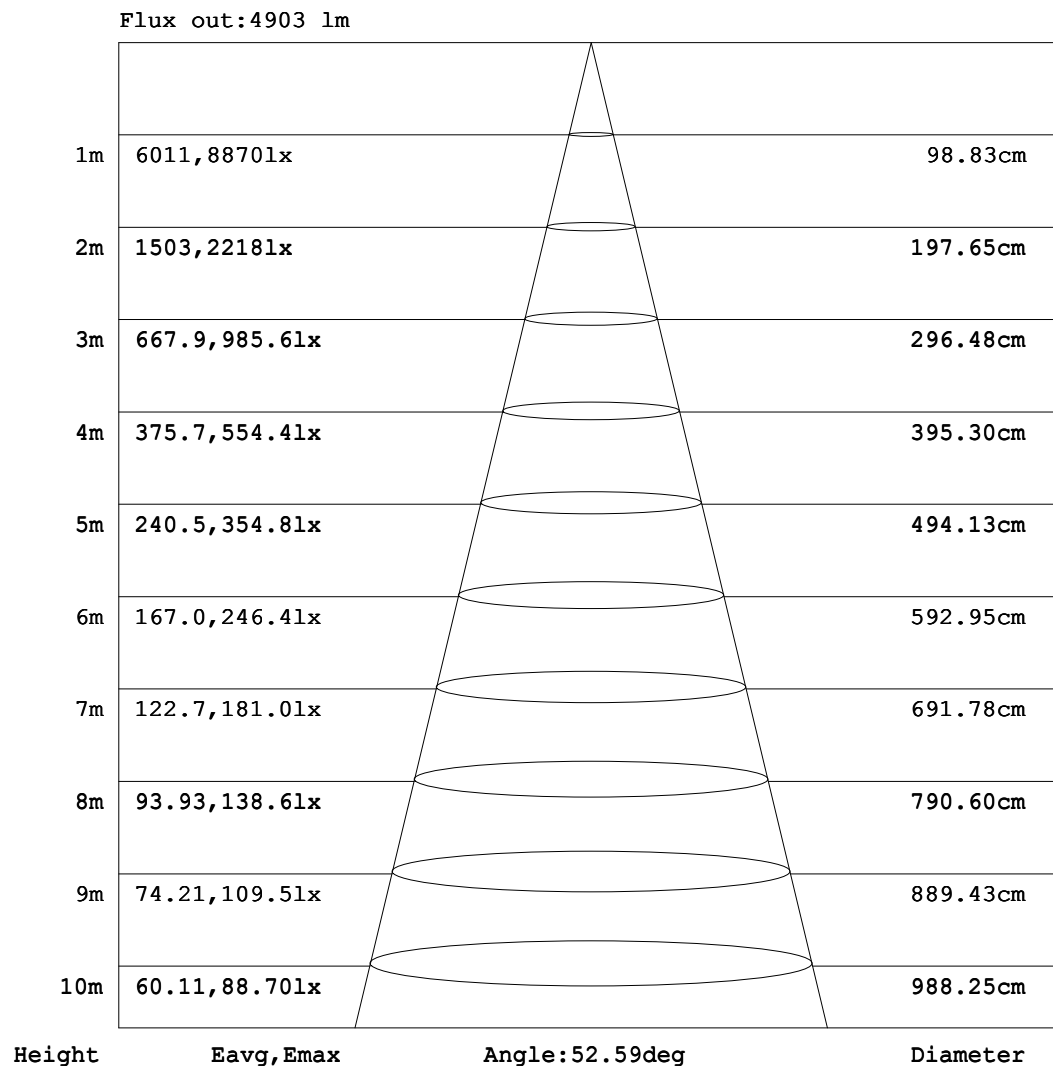 Flux out:4903 lm
1m 6011,8870lx 98.83cm
2m 1503,2218lx 197.65cm
3m 667.9,985.6lx 296.48cm
4m 375.7,554.4lx 395.30cm
5m 240.5,354.8lx 494.13cm
6m 167.0,246.4lx 592.95cm
7m 122.7,181.0lx 691.78cm
8m 93.93,138.6lx 790.60cm
9m 74.21,109.5lx 889.43cm
10m 60.11,88.70lx 988.25cm
Height Eavg,Emax Angle:52.59deg Diameter